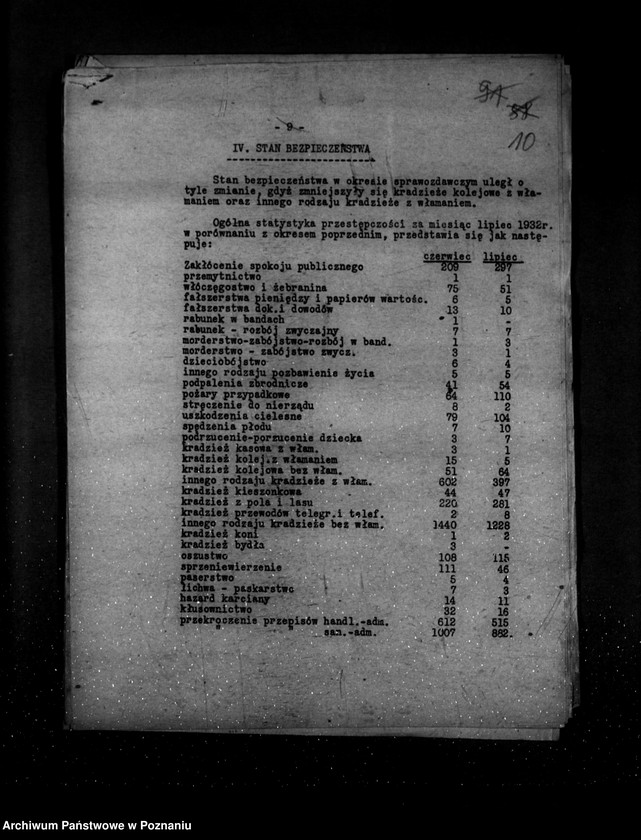 91
88
10
- 9 -
IV. STAN BEZPIECZEŃSTWA
Stan bezpieczeństwa w okresie sprawozdawczym uległ o
tyle zmianie, gdyż zmniejszyły się kradzieże kolejowe z wła-
maniem oraz innego rodzaju kradzieże z włamaniem.
Ogólna statystyka przestępczości za miesiąc lipiec 1932r.
w porównaniu z okresem poprzednim, przedstawia się jak nastę-
puje:
czerwiec lipiec
Zakłócenie spokoju publicznego 209 297
przemytnictwo 1 1
włóczęgostwo i żebranina 75 51
fałszerstwa pieniędzy i papierów wartośc. 6 5
fałszerstwa dok.i dowodów 13 10
rabunek w bandach 1 -
rabunek - rozbój zwyczajny 7 7
morderstwo-zabójstwo-rozbój w band. 1 3
morderstwo - zabójstwo zwycz. 3 1
dzieciobójstwo 6 4
innego rodzaju pozbawienie życia 5 5
podpalenia zbrodnicze 41 54
pożary przypadkowe 64 110
stręczenie do nierządu 8 2
uszkodzenia cielesne 79 104
spędzenia płodu 7 10
podrzucenie-porzucenie dziecka 3 7
kradzież kasowa z włam. 3 1
kradzież kolej.z włamaniem 15 5
kradzież kolejowa bez włam. 51 64
innego rodzaju kradzieże z włam. 602 397
kradzież kieszonkowa 44 47
kradzież z pola i lasu 220 281
kradzież przewodów telegr.i telef. 2 8
innego rodzaju kradzieże bez włam. 1440 1228
kradzież koni 1 2
kradzież bydła 3 -
oszustwo 108 115
sprzeniewierzenie 111 46
paserstwo 5 4
lichwa - paskarstwo 7 3
hazard karciany 14 11
kłusownictwo 32 16
przekroczenie przepisów handl.-adm. 612 515
san.-adm. 1007 882.
Archiwum Państwowe w Poznaniu